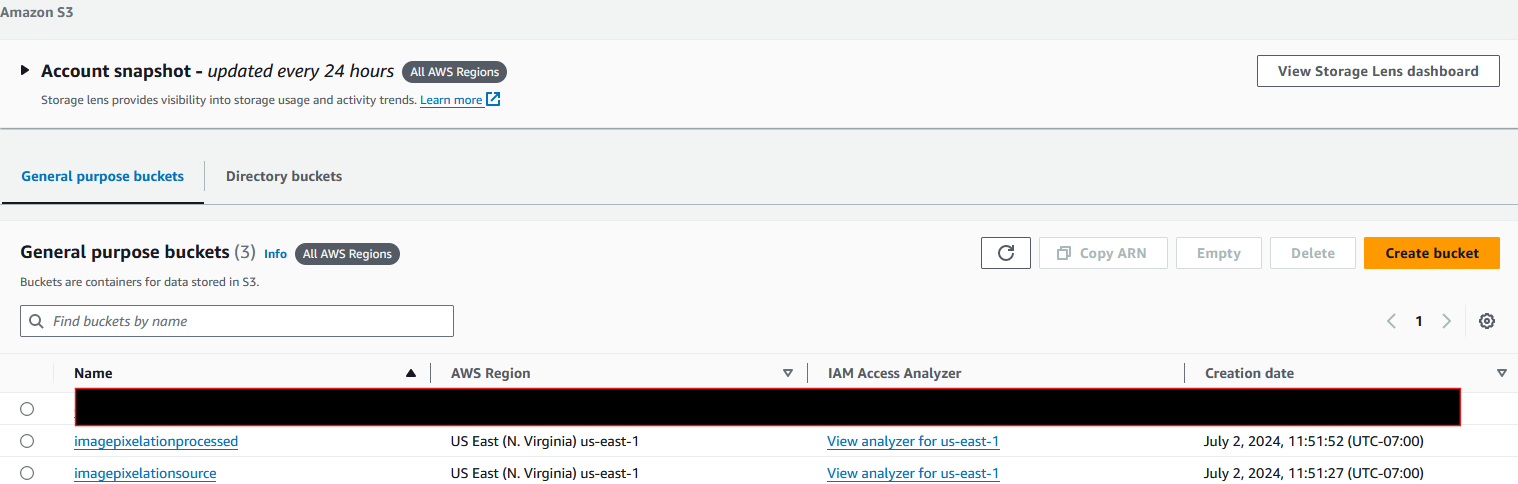 Amazon S3
Account snapshot - updated every 24 hours All AWS Regions View Storage Lens dashboard
Storage lens provides visibility into storage usage and activity trends. Learn more
General purpose buckets Directory buckets
General purpose buckets (3) Info All AWS Regions Copy ARN Empty Delete Create bucket
Buckets are containers for data stored in S3.
Find buckets by name 1
Name AWS Region IAM Access Analyzer Creation date
imagepixelationprocessed US East (N. Virginia) us-east-1 View analyzer for us-east-1 July 2, 2024, 11:51:52 (UTC-07:00)
imagepixelationsource US East (N. Virginia) us-east-1 View analyzer for us-east-1 July 2, 2024, 11:51:27 (UTC-07:00)